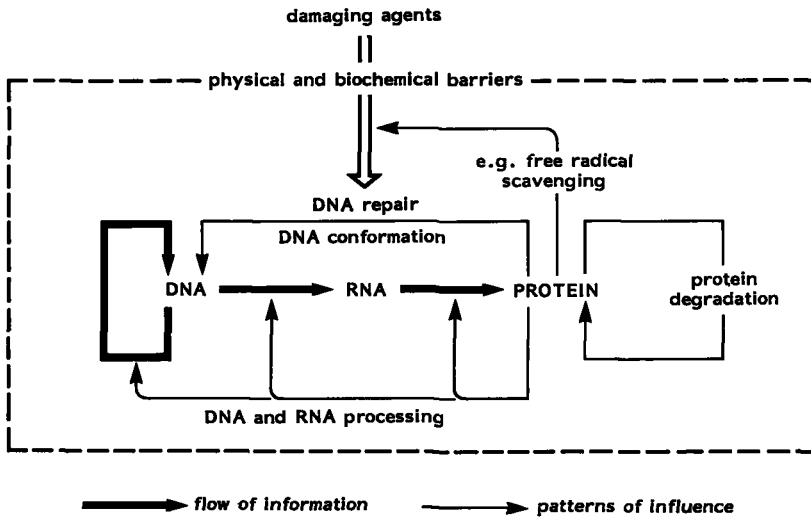 damaging agents
physical and biochemical barriers
e.g. free radical
scavenging
DNA repair
DNA conformation
DNA
RNA
PROTEIN
protein
degradation
DNA and RNA processing
flow of information
patterns of influence